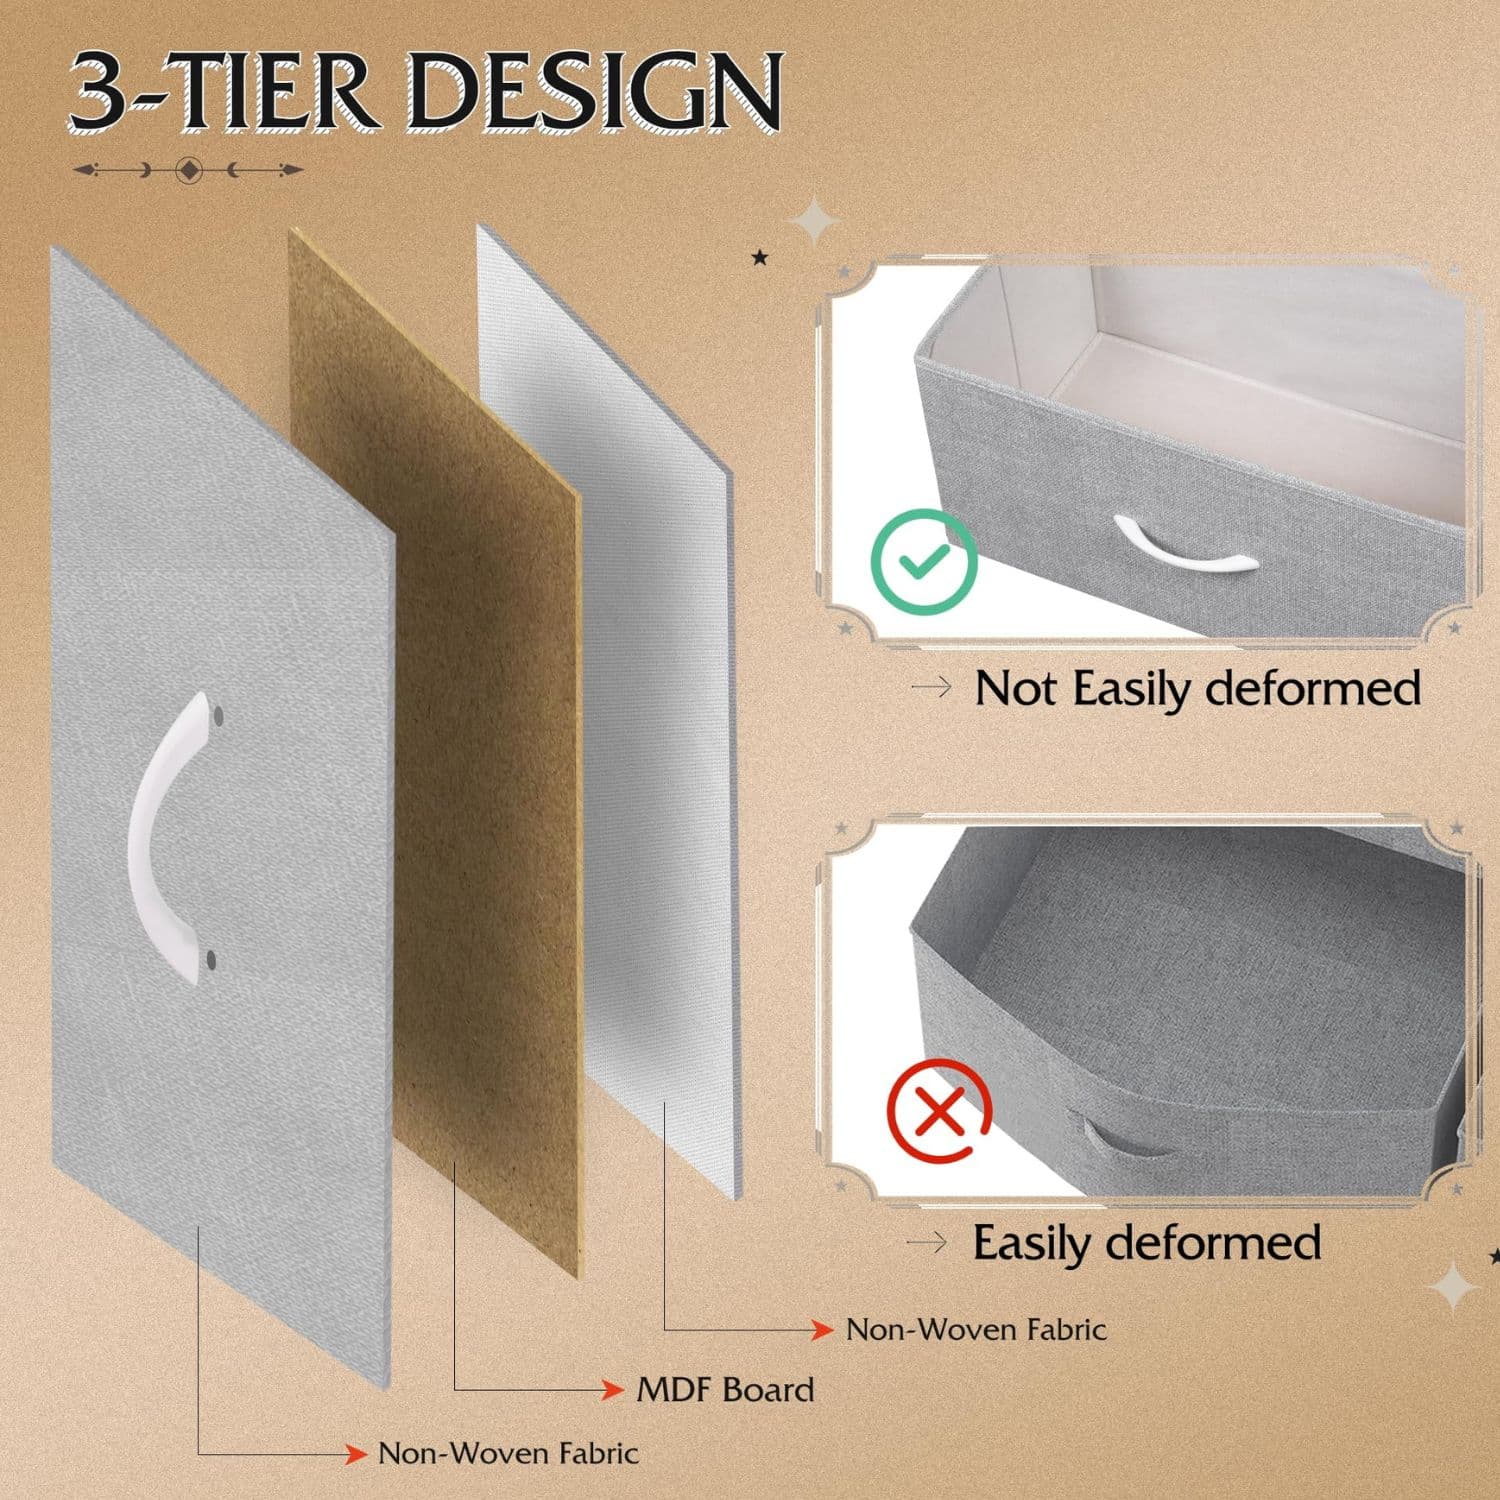 3-TIER DESIGN
Not Easily deformed
Easily deformed
Non-Woven Fabric
MDF Board
Non-Woven Fabric